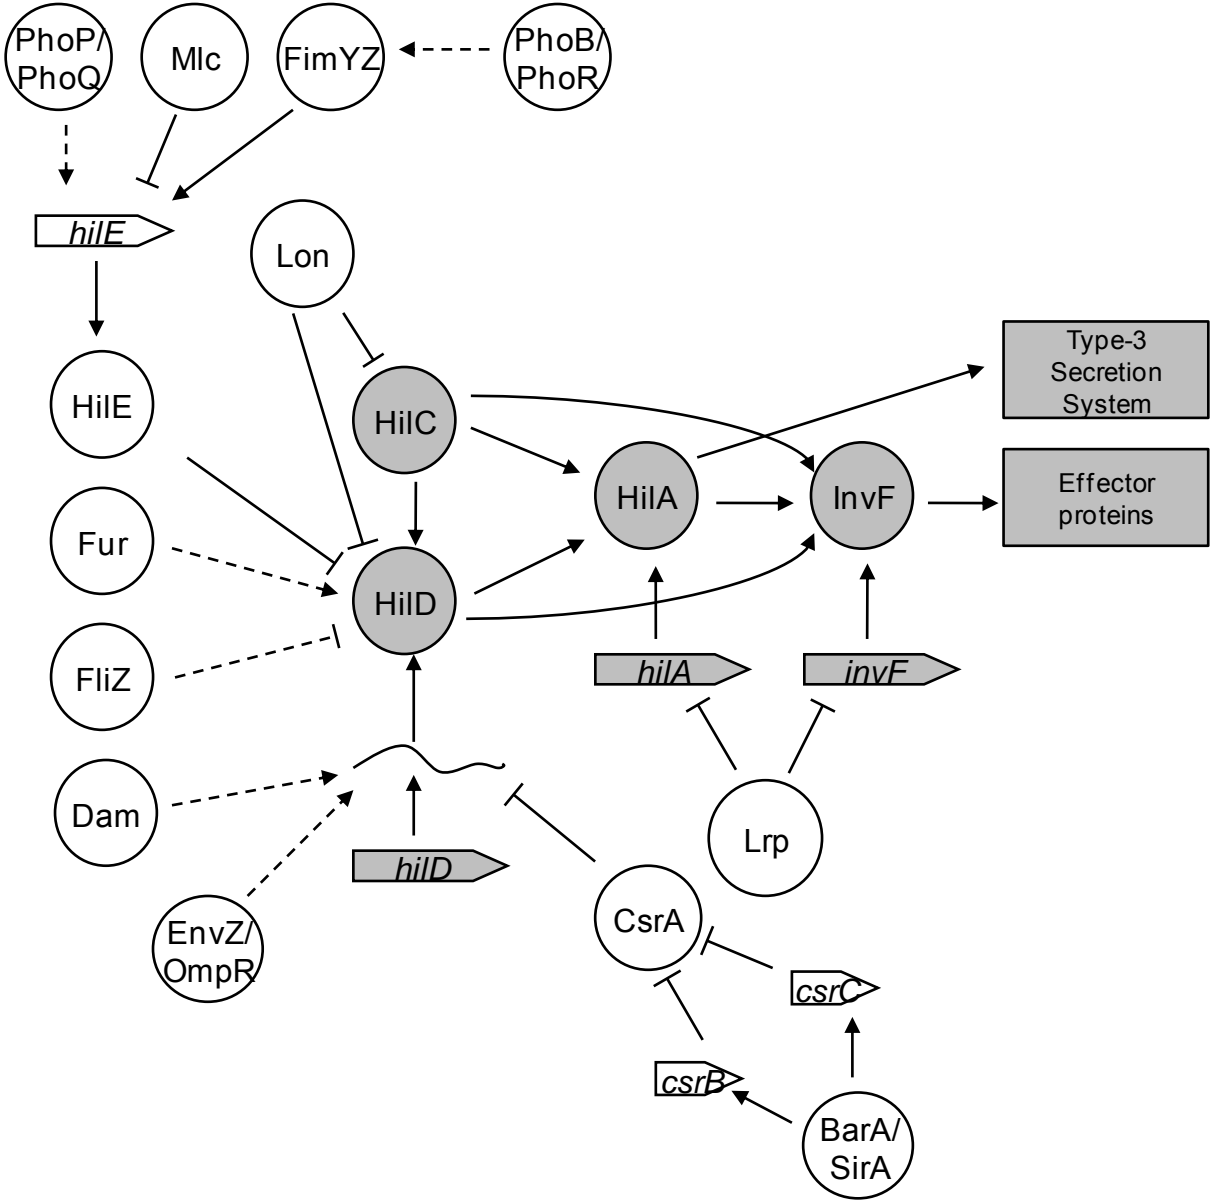 PhoP/
PhoQ
Mlc
FimYZ
PhoB/
PhoR
hilE
Lon
HilE
HilC
Type-3
Secretion
System
HilA
InvF
Effector
proteins
Fur
HilD
FliZ
hilA
invF
Dam
hilD
Lrp
EnvZ/
OmpR
CsrA
csrC
csrB
BarA/
SirA